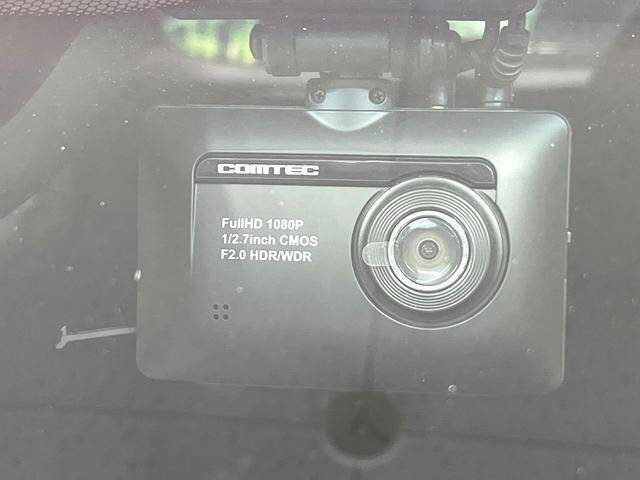 COMTEC
FullHD 1080P
1/2.7inch CMOS
F2.0 HDR/WDR